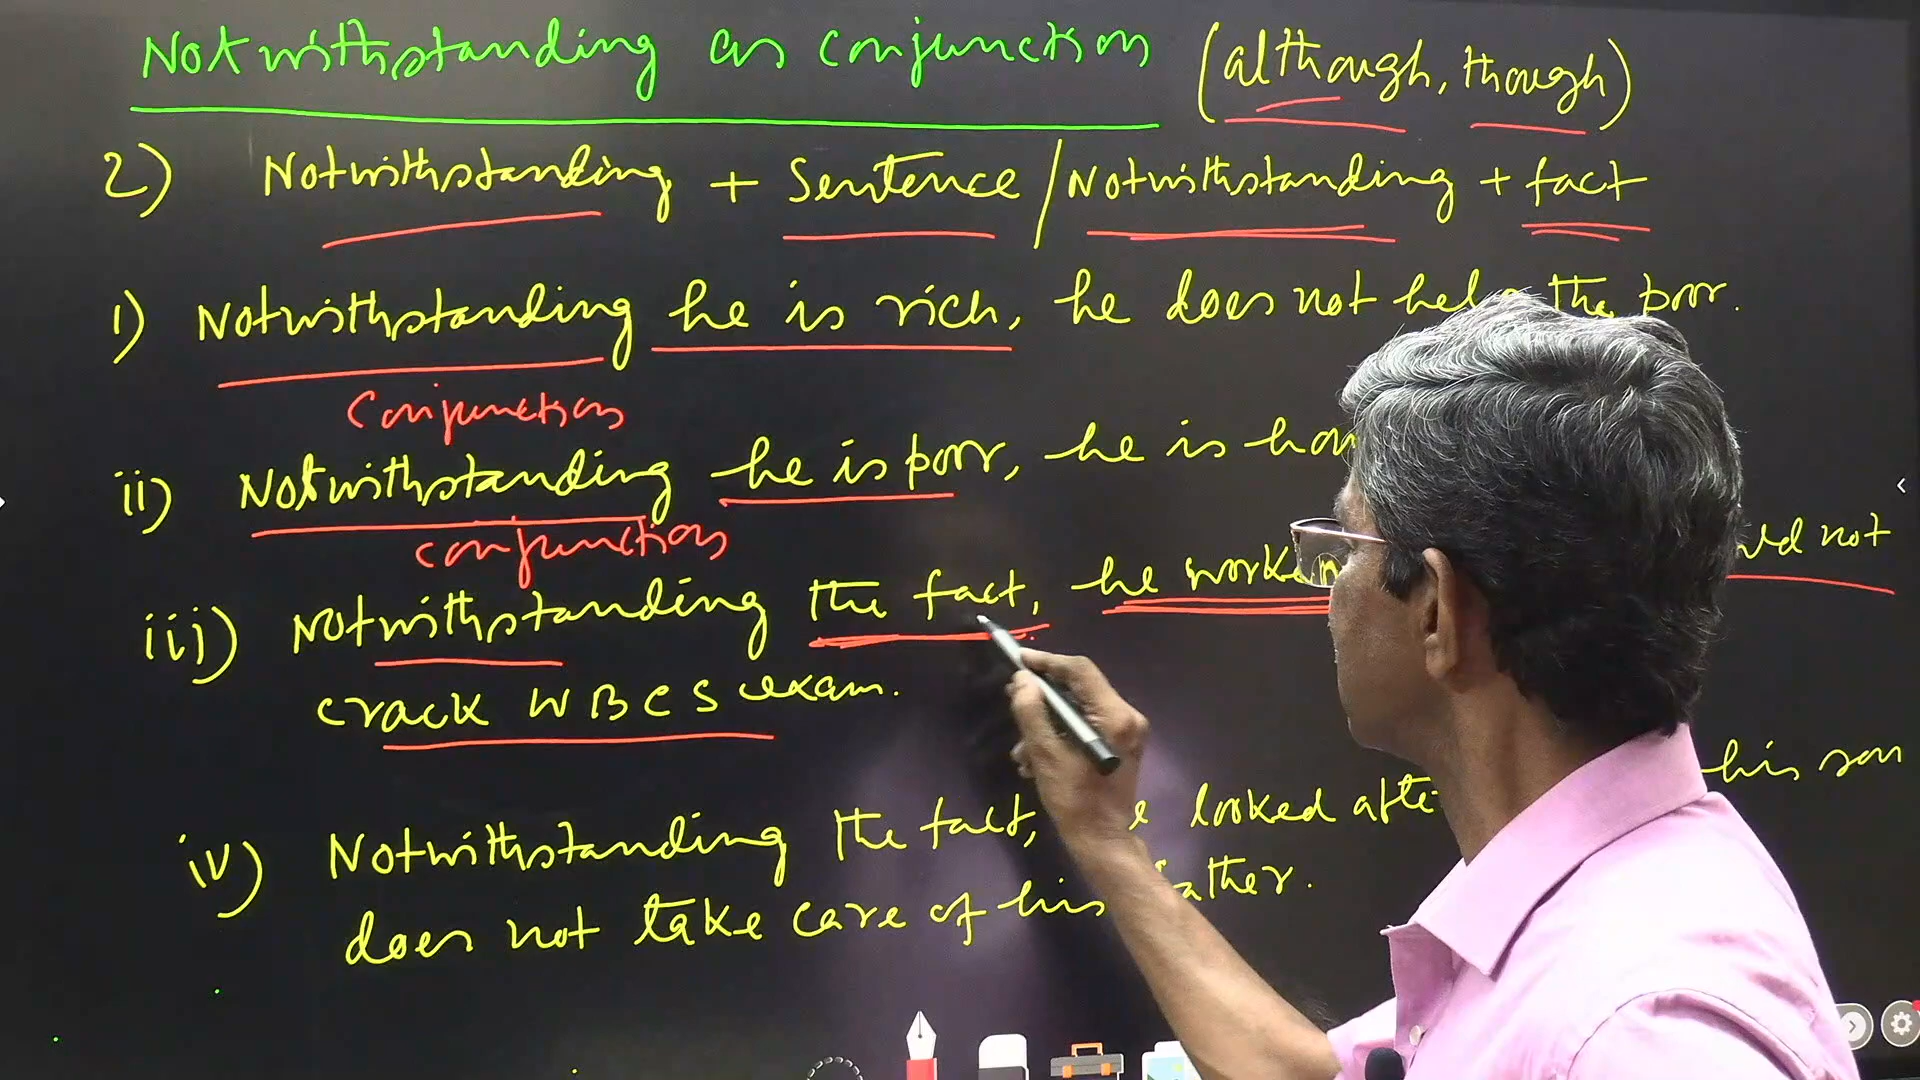 Notwithstanding as conjunction (although, though)
2) Notwithstanding + Sentence / Notwithstanding + fact
i) Notwithstanding he is rich, he does not help the poor.
Conjunction
ii) Notwithstanding he is poor, he is
conjunction
iii) Notwithstanding the fact, he worked not
crack WBCS exam.
iv) Notwithstanding the fact, looked his son
does not take care of his father.